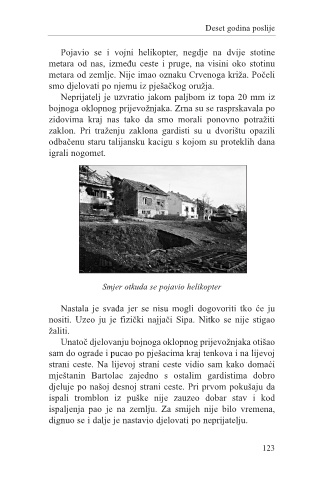 Deset godina poslije
Pojavio se i vojni helikopter, negdje na dvije stotine
metara od nas, između ceste i pruge, na visini oko stotinu
metara od zemlje. Nije imao oznaku Crvenoga križa. Počeli
smo djelovati po njemu iz pješačkog oružja.
Neprijatelj je uzvratio jakom paljbom iz topa 20 mm iz
bojnoga oklopnog prijevožnjaka. Zrna su se rasprskavala po
zidovima kraj nas tako da smo morali ponovno potražiti
zaklon. Pri traženju zaklona gardisti su u dvorištu opazili
odbačenu staru talijansku kacigu s kojom su proteklih dana
igrali nogomet.
Smjer otkuda se pojavio helikopter
Nastala je svađa jer se nisu mogli dogovoriti tko će ju
nositi. Uzeo ju je fizički najjači Sipa. Nitko se nije stigao
žaliti.
Unatoč djelovanju bojnoga oklopnog prijevožnjaka otišao
sam do ograde i pucao po pješacima kraj tenkova i na lijevoj
strani ceste. Na lijevoj strani ceste vidio sam kako domaći
mještanin Bartolac zajedno s ostalim gardistima dobro
djeluje po našoj desnoj strani ceste. Pri prvom pokušaju da
ispali tromblon iz puške nije zauzeo dobar stav i kod
ispaljenja pao je na zemlju. Za smijeh nije bilo vremena,
dignuo se i dalje je nastavio djelovati po neprijatelju.
123